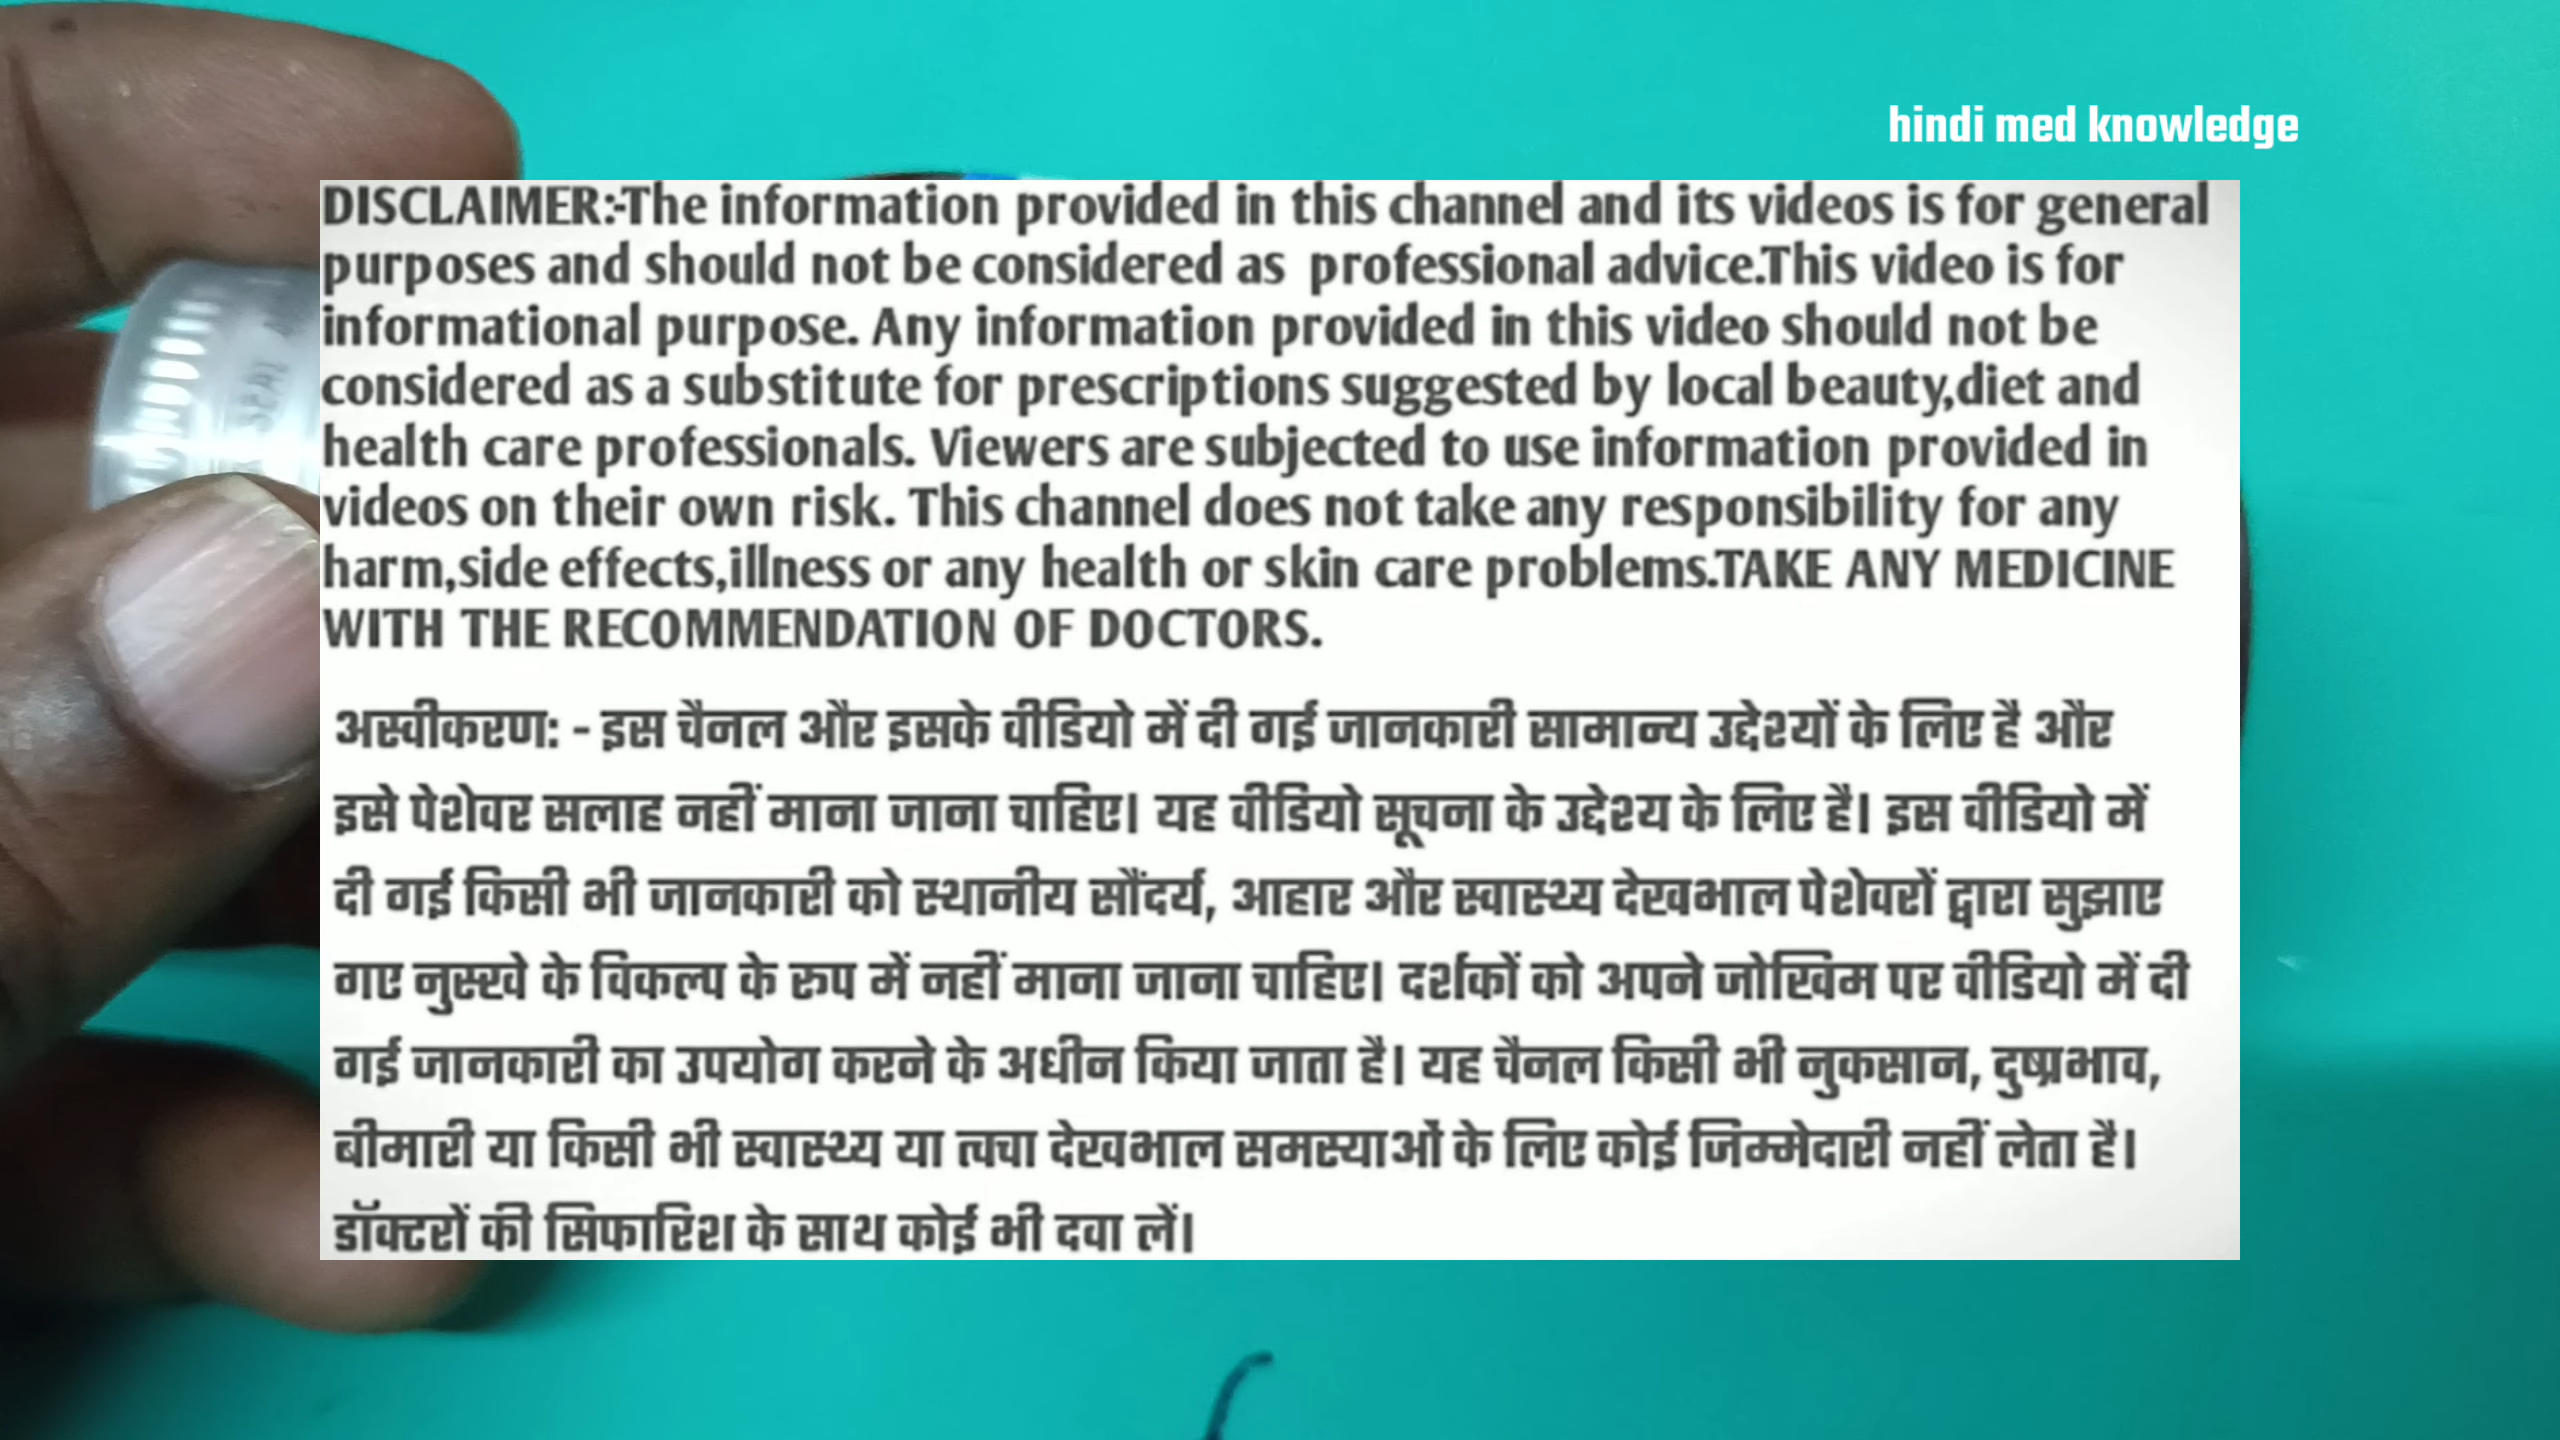 hindi med knowledge
DISCLAIMER:-The information provided in this channel and its videos is for general
purposes and should not be considered as professional advice.This video is for
informational purpose. Any information provided in this video should not be
considered as a substitute for prescriptions suggested by local beauty,diet and
health care professionals. Viewers are subjected to use information provided in
videos on their own risk. This channel does not take any responsibility for any
harm,side effects,illness or any health or skin care problems.TAKE ANY MEDICINE
WITH THE RECOMMENDATION OF DOCTORS.
अस्वीकरण: - इस चैनल और इसके वीडियो में दी गई जानकारी सामान्य उद्देश्यों के लिए है और
इसे पेशेवर सलाह नहीं माना जाना चाहिए। यह वीडियो सूचना के उद्देश्य के लिए है। इस वीडियो में
दी गई किसी भी जानकारी को स्थानीय सौंदर्य, आहार और स्वास्थ्य देखभाल पेशेवरों द्वारा सुझाए
गए नुस्खे के विकल्प के रूप में नहीं माना जाना चाहिए। दर्शकों को अपने जोखिम पर वीडियो में दी
गई जानकारी का उपयोग करने के अधीन किया जाता है। यह चैनल किसी भी नुकसान, दुष्प्रभाव,
बीमारी या किसी भी स्वास्थ्य या त्वचा देखभाल समस्याओं के लिए कोई जिम्मेदारी नहीं लेता है।
डॉक्टरों की सिफारिश के साथ कोई भी दवा लें।